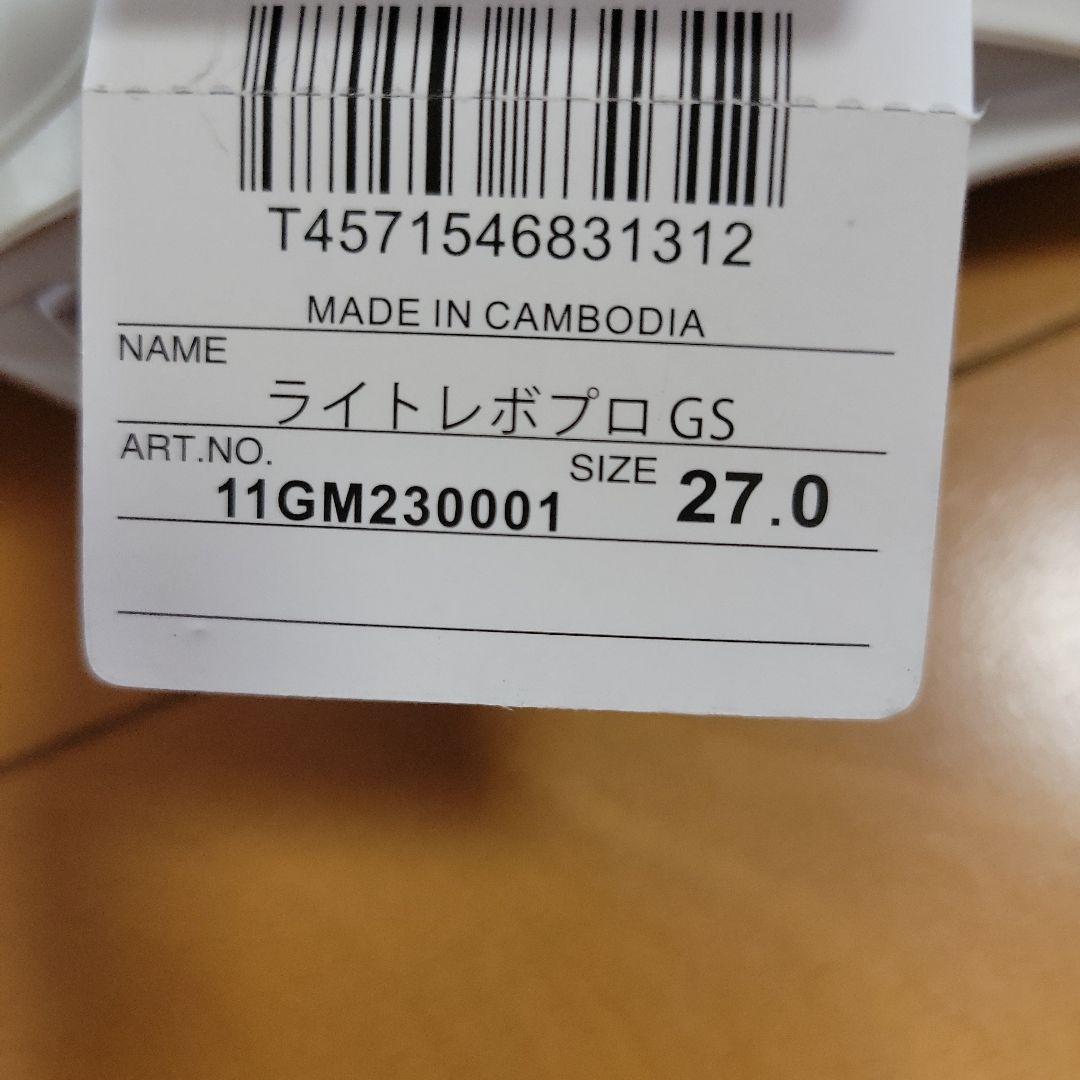 T4571546831312
MADE IN CAMBODIA
NAME
ライトレボプロ GS
ART.NO.
11GM230001
SIZE 27.0